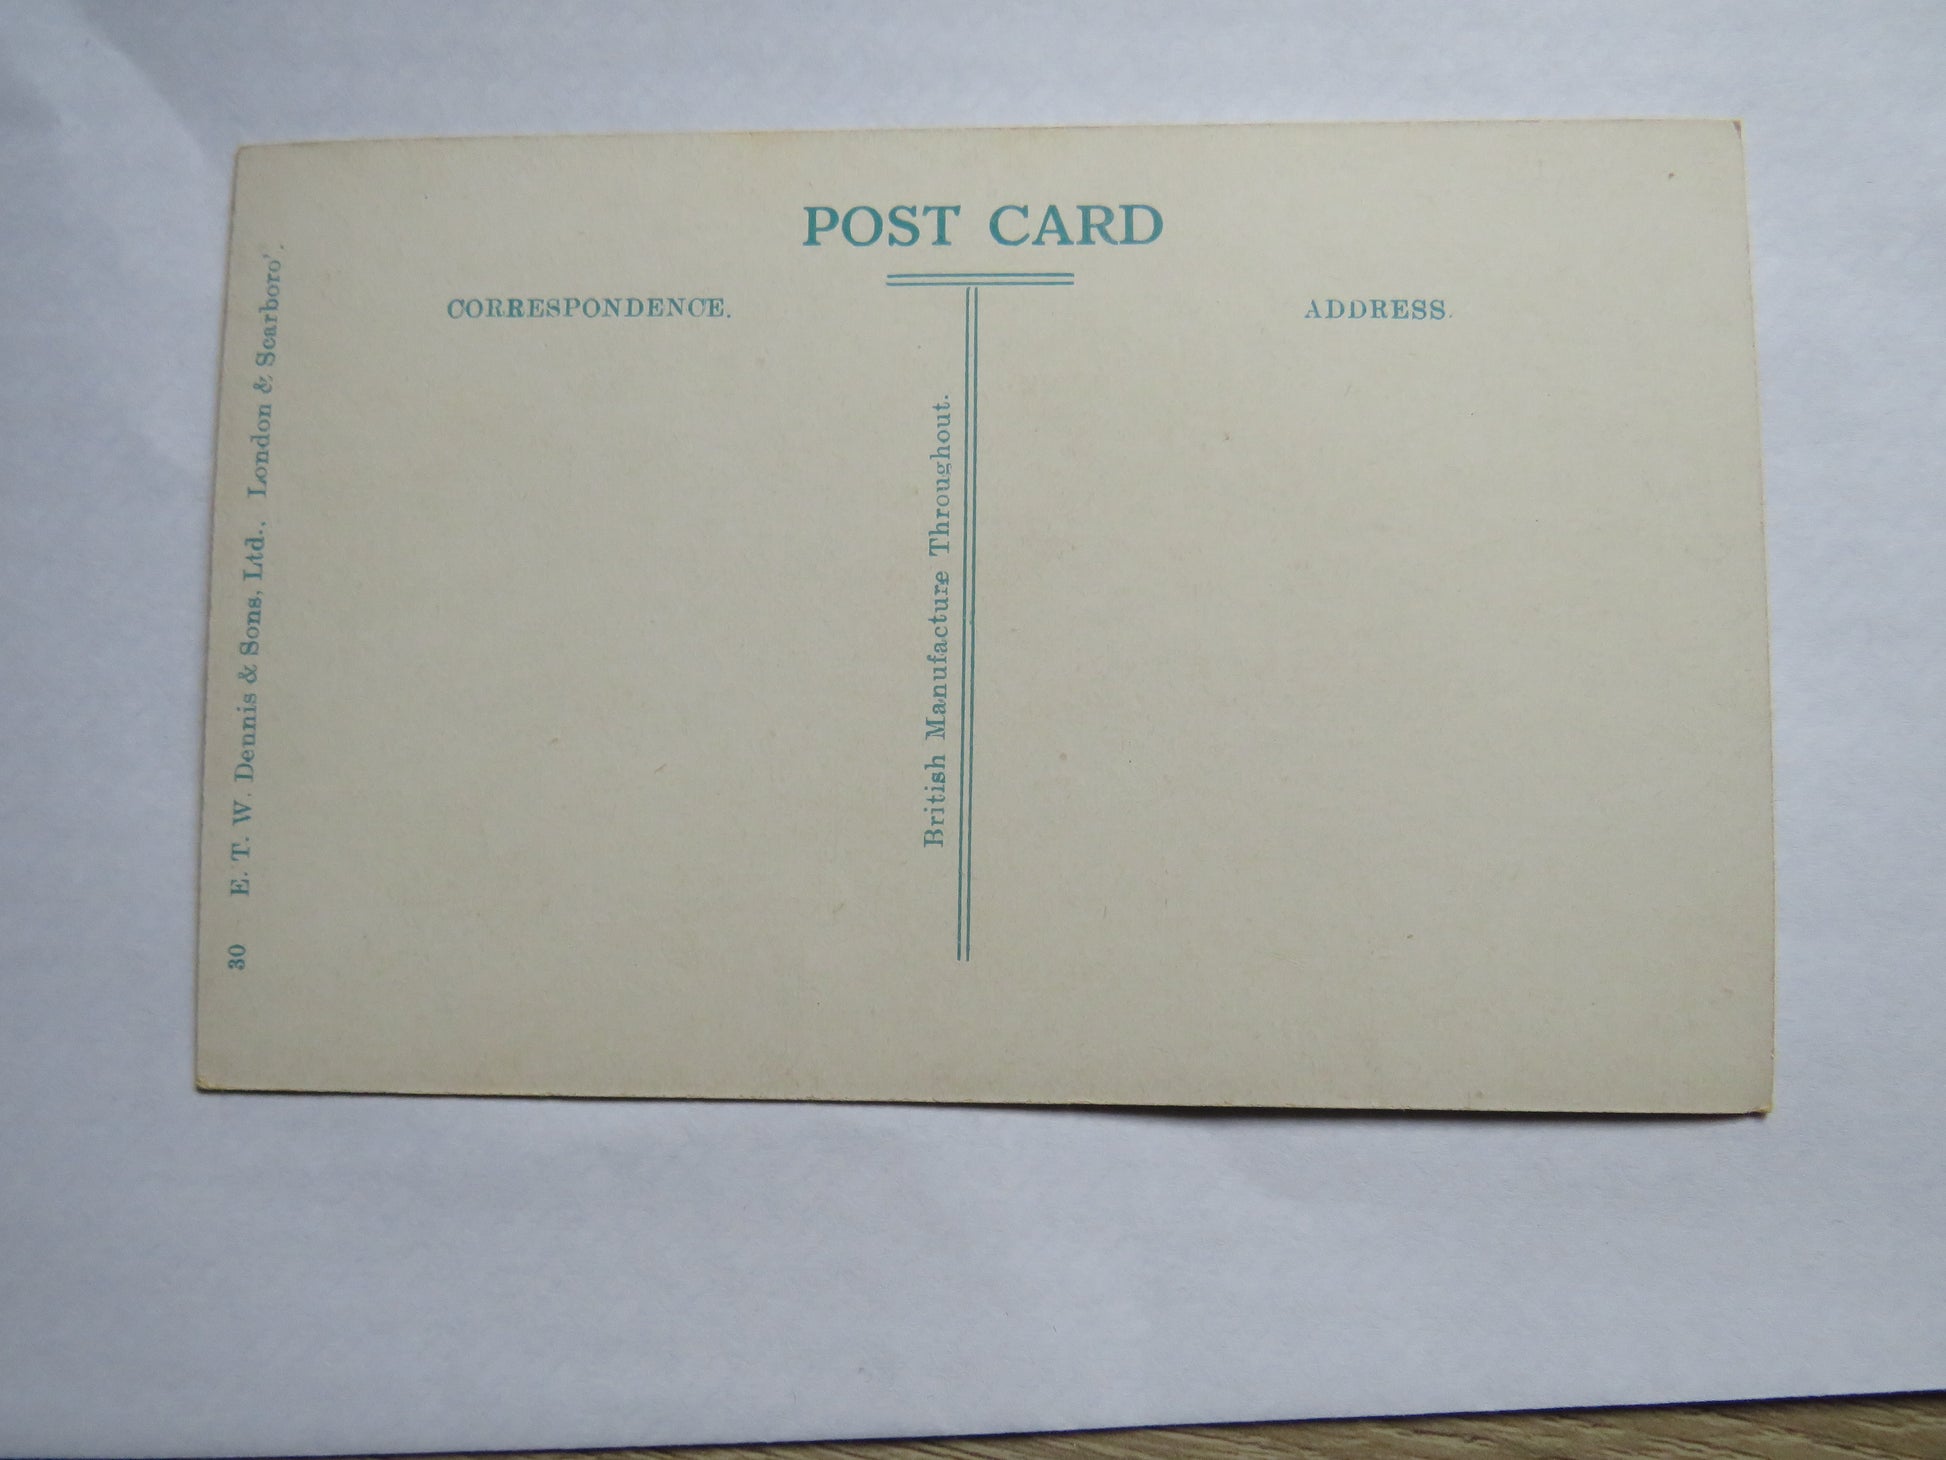 POST CARD
CORRESPONDENCE.
ADDRESS.
British Manufacture Throughout.
30 E. T. W. Dennis & Sons, Ltd., London & Scarboro'.